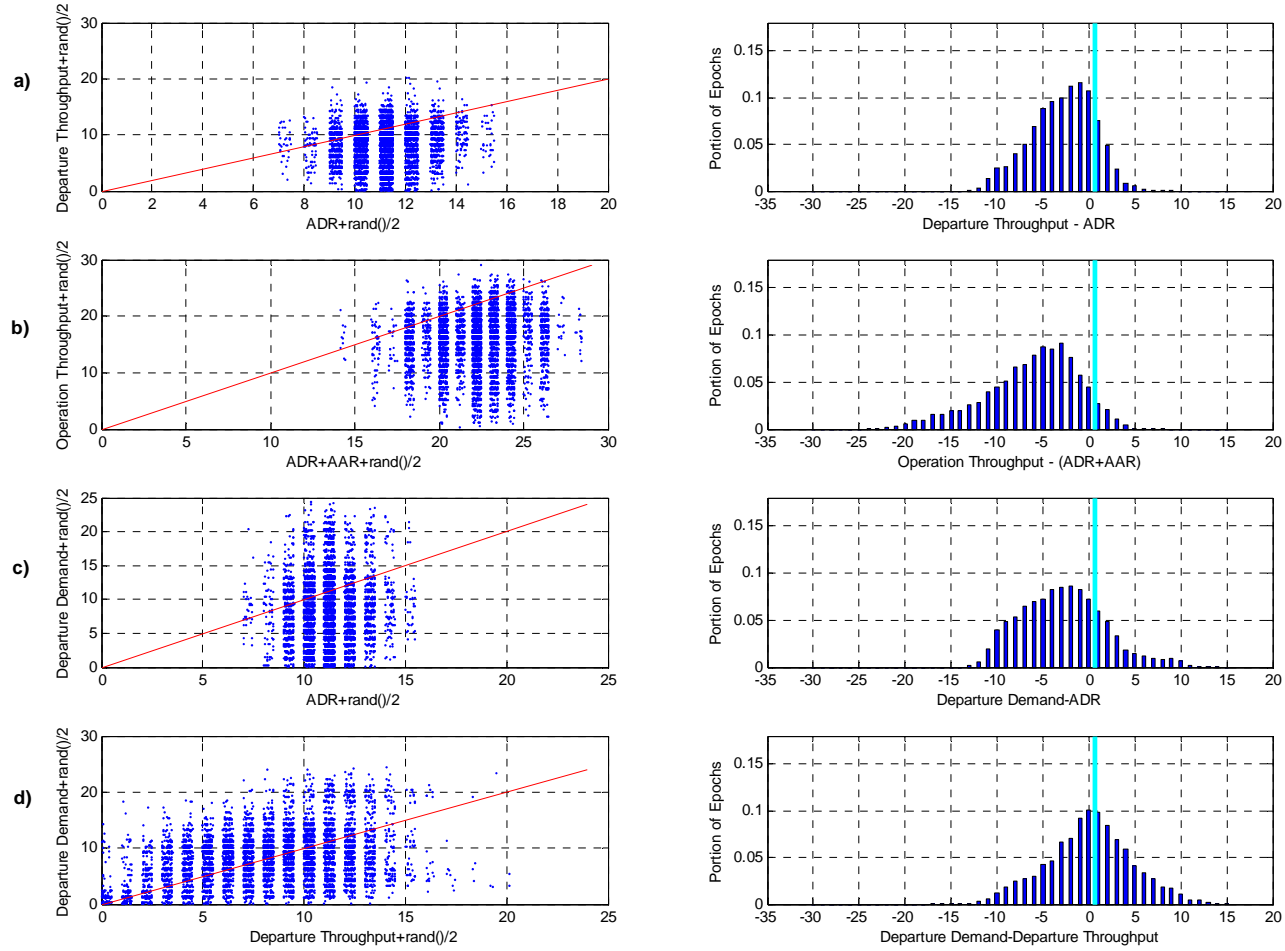 a)
Departure Throughput+rand()/2
30
20
10
0
0 2 4 6 8 10 12 14 16 18 20
ADR+rand()/2
Portion of Epochs
0.15
0.1
0.05
0
-35 -30 -25 -20 -15 -10 -5 0 5 10 15 20
Departure Throughput - ADR
b)
Operation Throughput+rand()/2
30
20
10
0
0 5 10 15 20 25 30
ADR+AAR+rand()/2
Portion of Epochs
0.15
0.1
0.05
0
-35 -30 -25 -20 -15 -10 -5 0 5 10 15 20
Operation Throughput - (ADR+AAR)
c)
Departure Demand+rand()/2
25
20
15
10
5
0
0 5 10 15 20 25
ADR+rand()/2
Portion of Epochs
0.15
0.1
0.05
0
-35 -30 -25 -20 -15 -10 -5 0 5 10 15 20
Departure Demand-ADR
d)
Departure Demand+rand()/2
30
20
10
0
0 5 10 15 20 25
Departure Throughput+rand()/2
Portion of Epochs
0.15
0.1
0.05
0
-35 -30 -25 -20 -15 -10 -5 0 5 10 15 20
Departure Demand-Departure Throughput